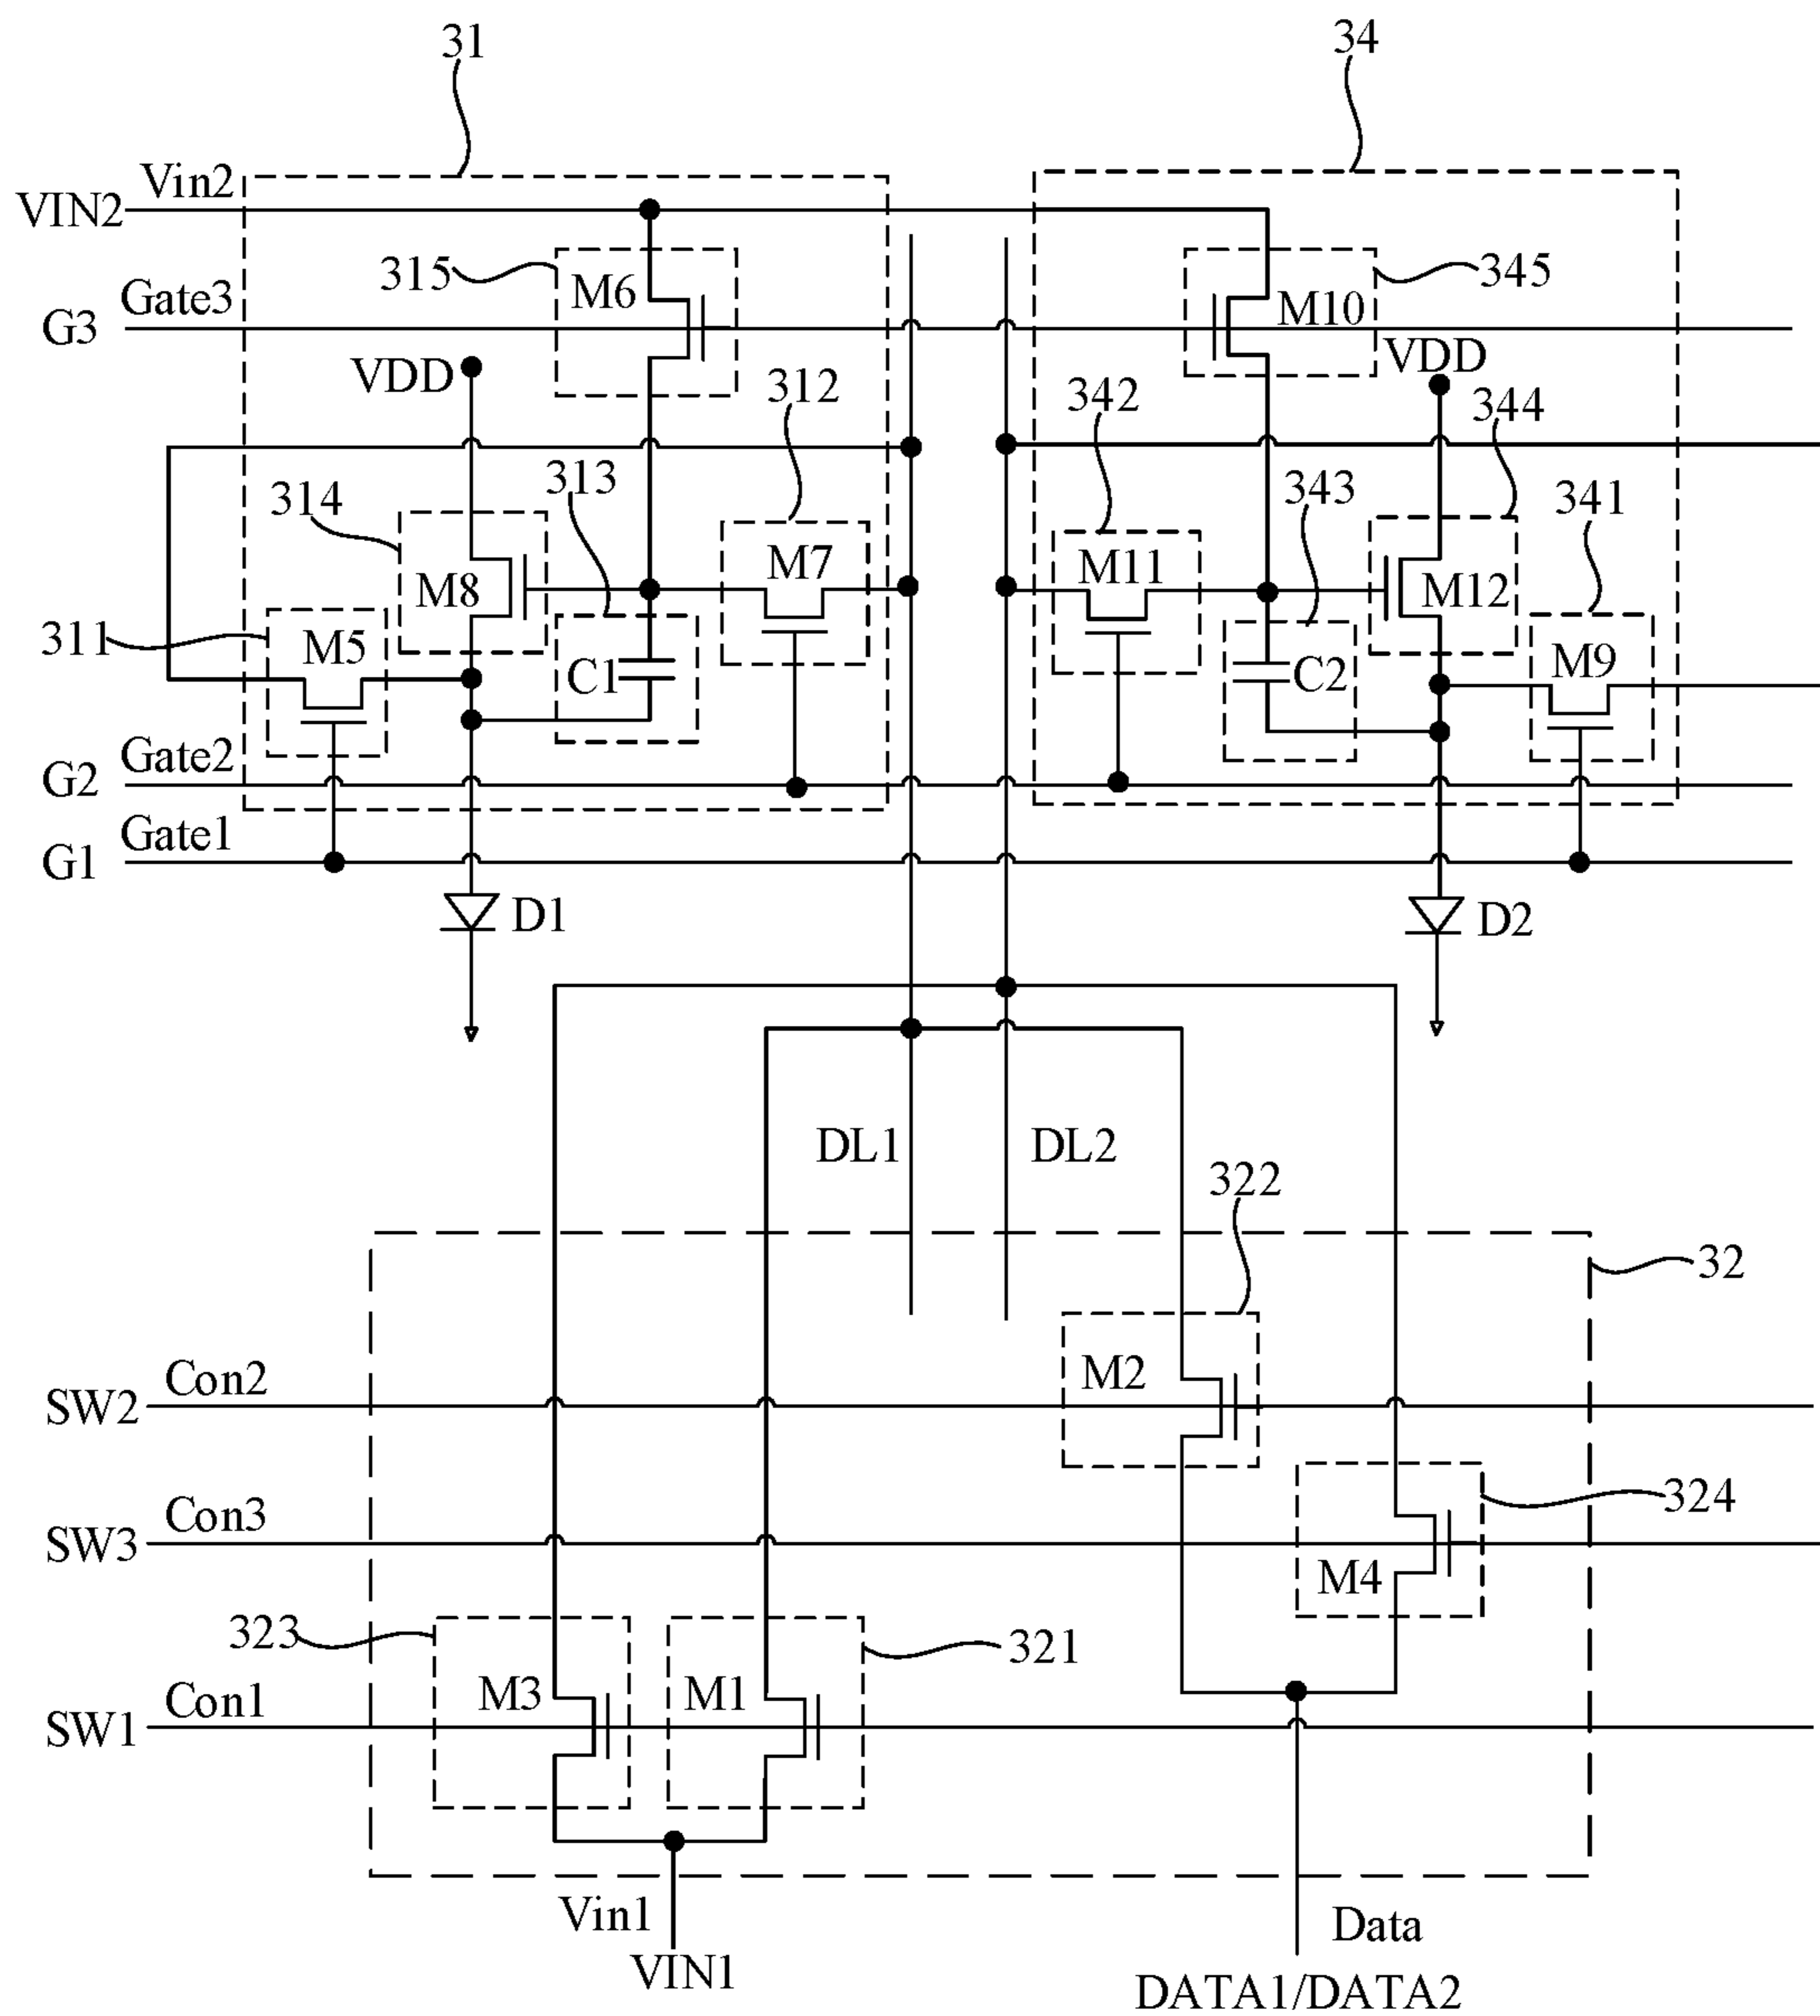 31
34
Vin2
VIN2
315
M6
345
M10
Gate3
G3
VDD
VDD
312
342
344
313
314
343
341
M7
M11
M8
M12
311
M5
C1
C2
M9
Gate2
G2
Gate1
G1
D1
D2
DL1
DL2
322
32
M2
Con2
SW2
324
Con3
SW3
M4
323
321
M3
M1
Con1
SW1
Vin1
Data
VIN1
DATA1/DATA2